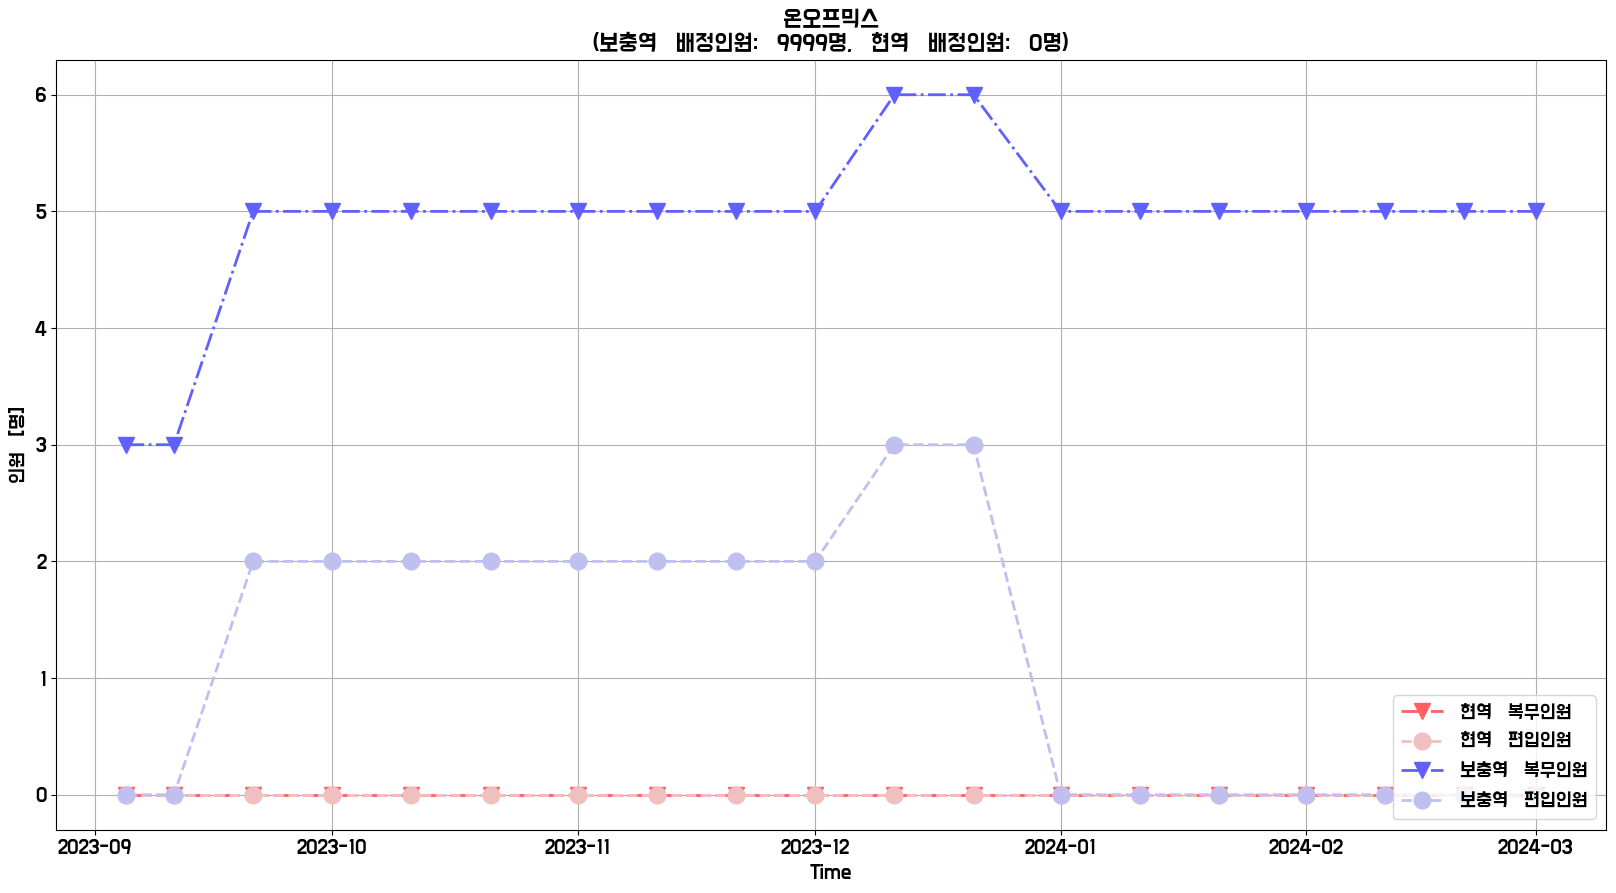 온오프믹스
(보충역 배정인원: 9999명, 현역 배정인원: 0명)
6
5
4
3
2
1
0
인원 [명]
현역 복무인원
현역 편입인원
보충역 복무인원
보충역 편입인원
2023-09 2023-10 2023-11 2023-12 2024-01 2024-02 2024-03
Time